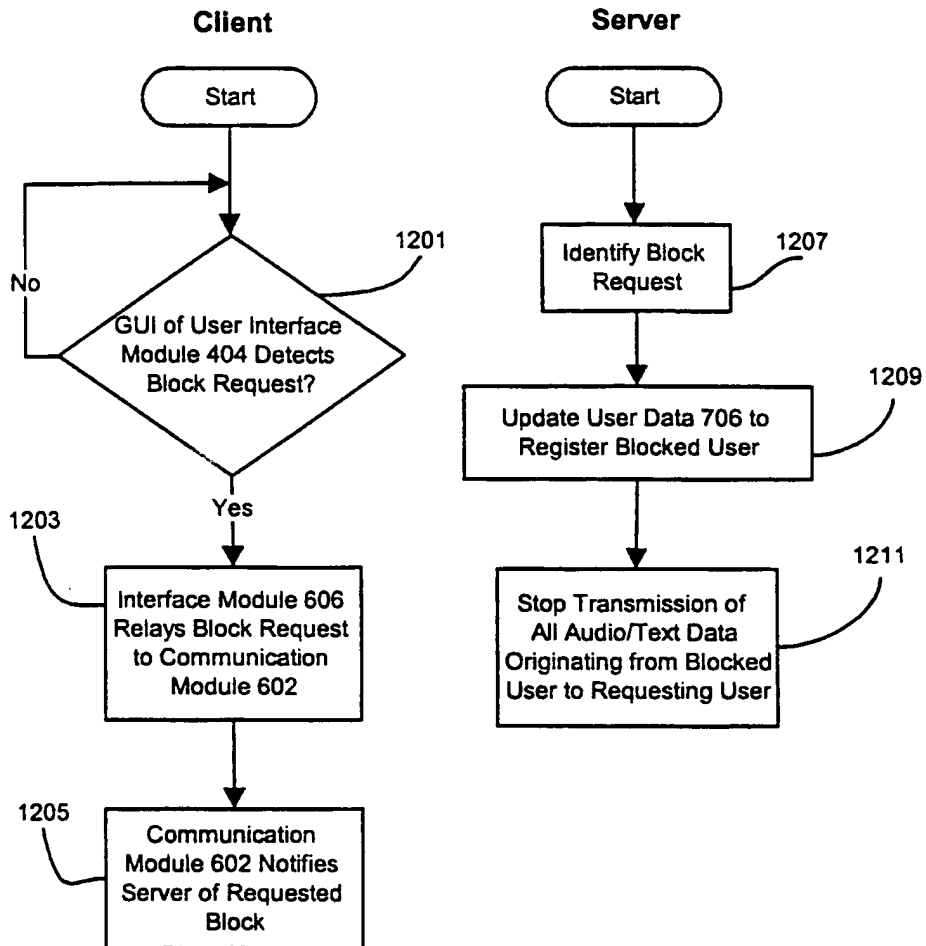 Client
Server
Start
Start
1201
No
GUI of User Interface
Module 404 Detects
Block Request?
Yes
1203
Interface Module 606
Relays Block Request
to Communication
Module 602
1205
Communication
Module 602 Notifies
Server of Requested
Block
1207
Identify Block
Request
1209
Update User Data 706 to
Register Blocked User
1211
Stop Transmission of
All Audio/Text Data
Originating from Blocked
User to Requesting User